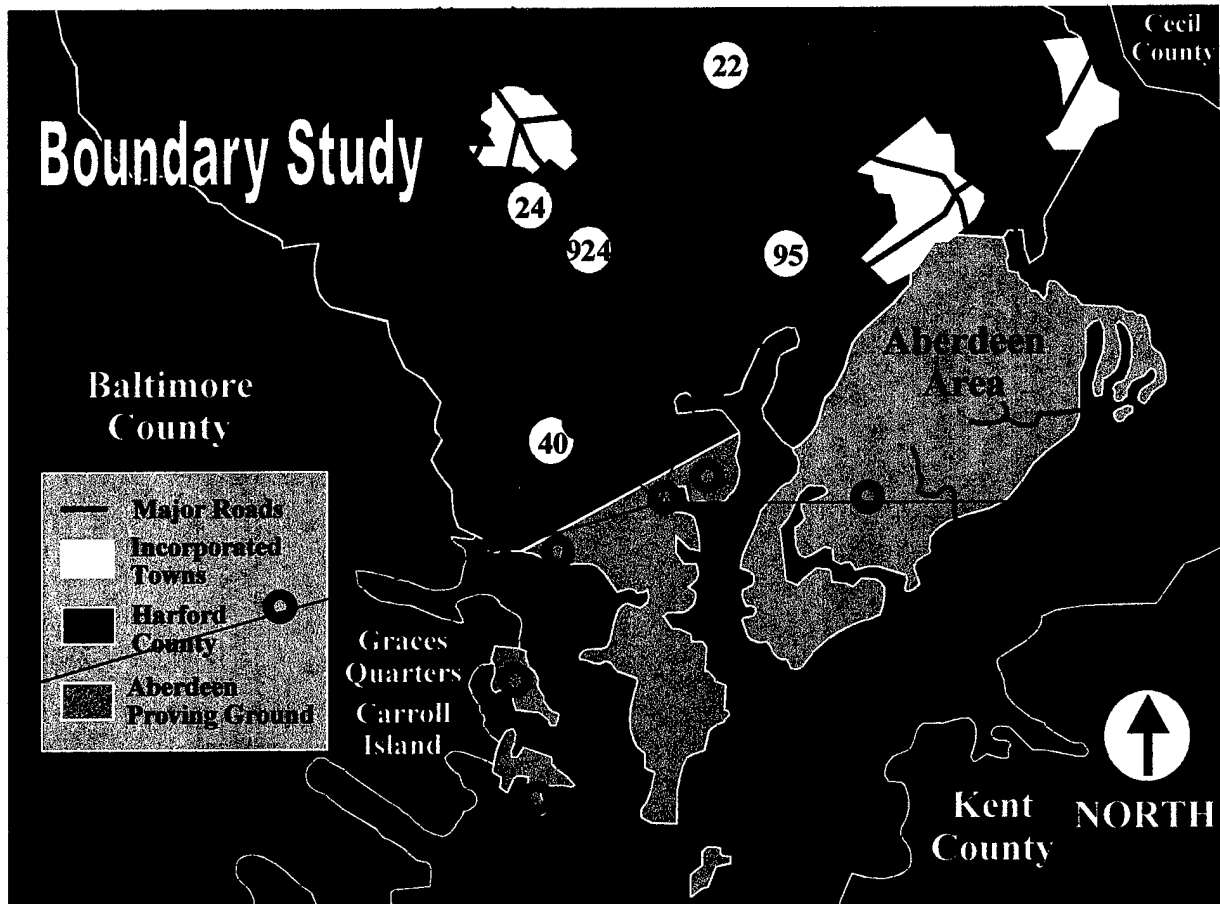 Cecil
County
22
Boundary Study
24
924
95
Aberdeen
Area
Baltimore
County
40
Major Roads
Incorporated
Towns
Harford
County
Aberdeen
Proving Ground
Graces
Quarters
Carroll
Island
Kent
County
NORTH